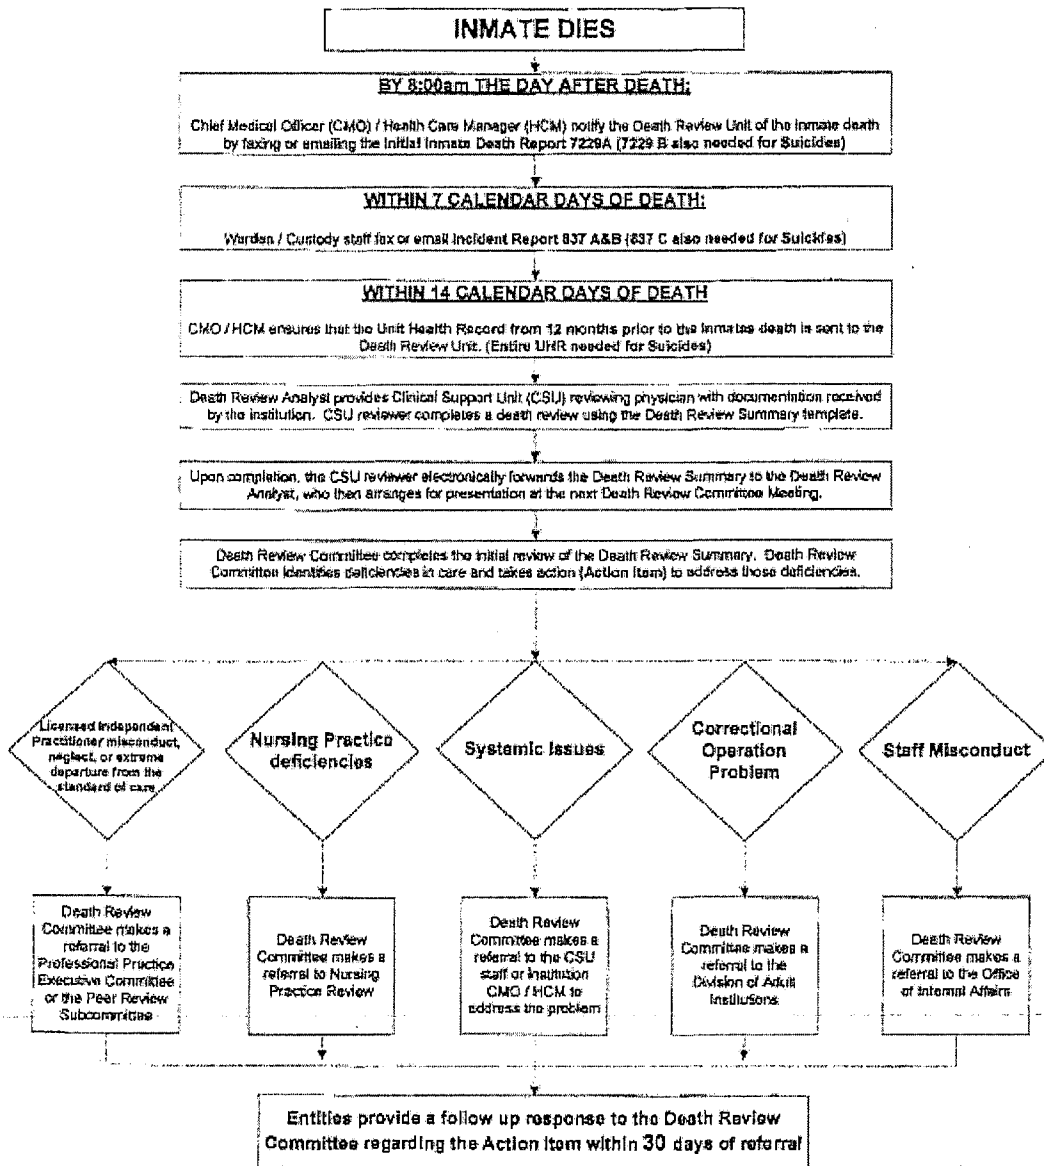 INMATE DIES
BY 8:00am THE DAY AFTER DEATH:
Chief Medical Officer (CMO) / Health Care Manager (HCM) notify the Death Review Unit of the inmate death
by faxing or emailing the Initial Inmate Death Report 7229A (7229 B also needed for Suicides)
WITHIN 7 CALENDAR DAYS OF DEATH:
Warden / Custody staff fax or email Incident Report 837 A&B (837 C also needed for Suicides)
WITHIN 14 CALENDAR DAYS OF DEATH
CMO / HCM ensures that the Unit Health Record from 12 months prior to the inmates death is sent to the
Death Review Unit. (Entire UHR needed for Suicides)
Death Review Analyst provides Clinical Support Unit (CSU) reviewing physician with documentation received
by the institution. CSU reviewer completes a death review using the Death Review Summary template.
Upon completion, the CSU reviewer electronically forwards the Death Review Summary to the Death Review
Analyst, who then arranges for presentation at the next Death Review Committee Meeting.
Death Review Committee completes the initial review of the Death Review Summary. Death Review
Committee identifies deficiencies in care and takes action (Action Item) to address those deficiencies.
Licensed Independent
Practitioner misconduct,
neglect, or extreme
departure from the
standard of care
Nursing Practice
deficiencies
Systemic Issues
Correctional
Operation
Problem
Staff Misconduct
Death Review
Committee makes a
referral to the
Professional Practice
Executive Committee
or the Peer Review
Subcommittee
Death Review
Committee makes a
referral to Nursing
Practice Review
Death Review
Committee makes a
referral to the CSU
staff or institution
CMO / HCM to
address the problem
Death Review
Committee makes a
referral to the
Division of Adult
Institutions
Death Review
Committee makes a
referral to the Office
of Internal Affairs
Entities provide a follow up response to the Death Review
Committee regarding the Action Item within 30 days of referral